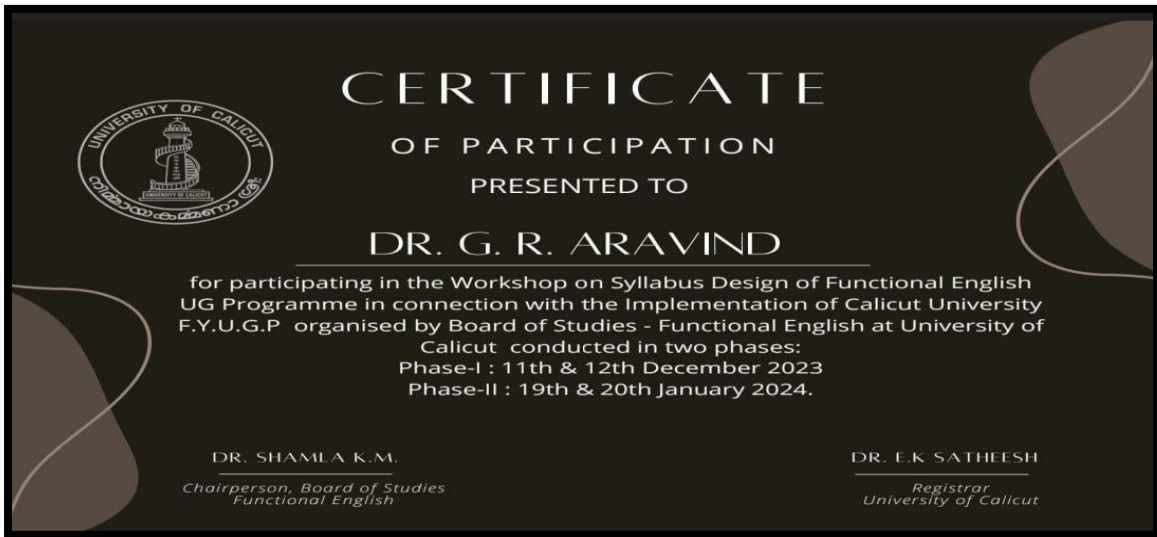 CERTIFICATE
OF PARTICIPATION
PRESENTED TO
UNIVERSITY OF CALICUT
UNIVERSITY OF CALICUT
DR. G. R. ARAVIND
for participating in the Workshop on Syllabus Design of Functional English
UG Programme in connection with the Implementation of Calicut University
F.Y.U.G.P organised by Board of Studies - Functional English at University of
Calicut conducted in two phases:
Phase-I : 11th & 12th December 2023
Phase-II : 19th & 20th January 2024.
DR. SHAMLA K.M.
Chairperson, Board of Studies
Functional English
DR. E.K SATHEESH
Registrar
University of Calicut